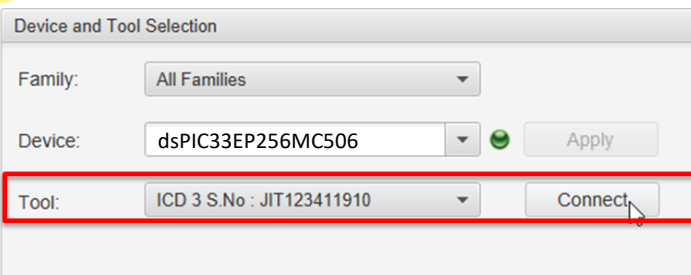 Device and Tool Selection
Family: All Families
Device: dsPIC33EP256MC506 Apply
Tool: ICD 3 S.No : JIT123411910 Connect